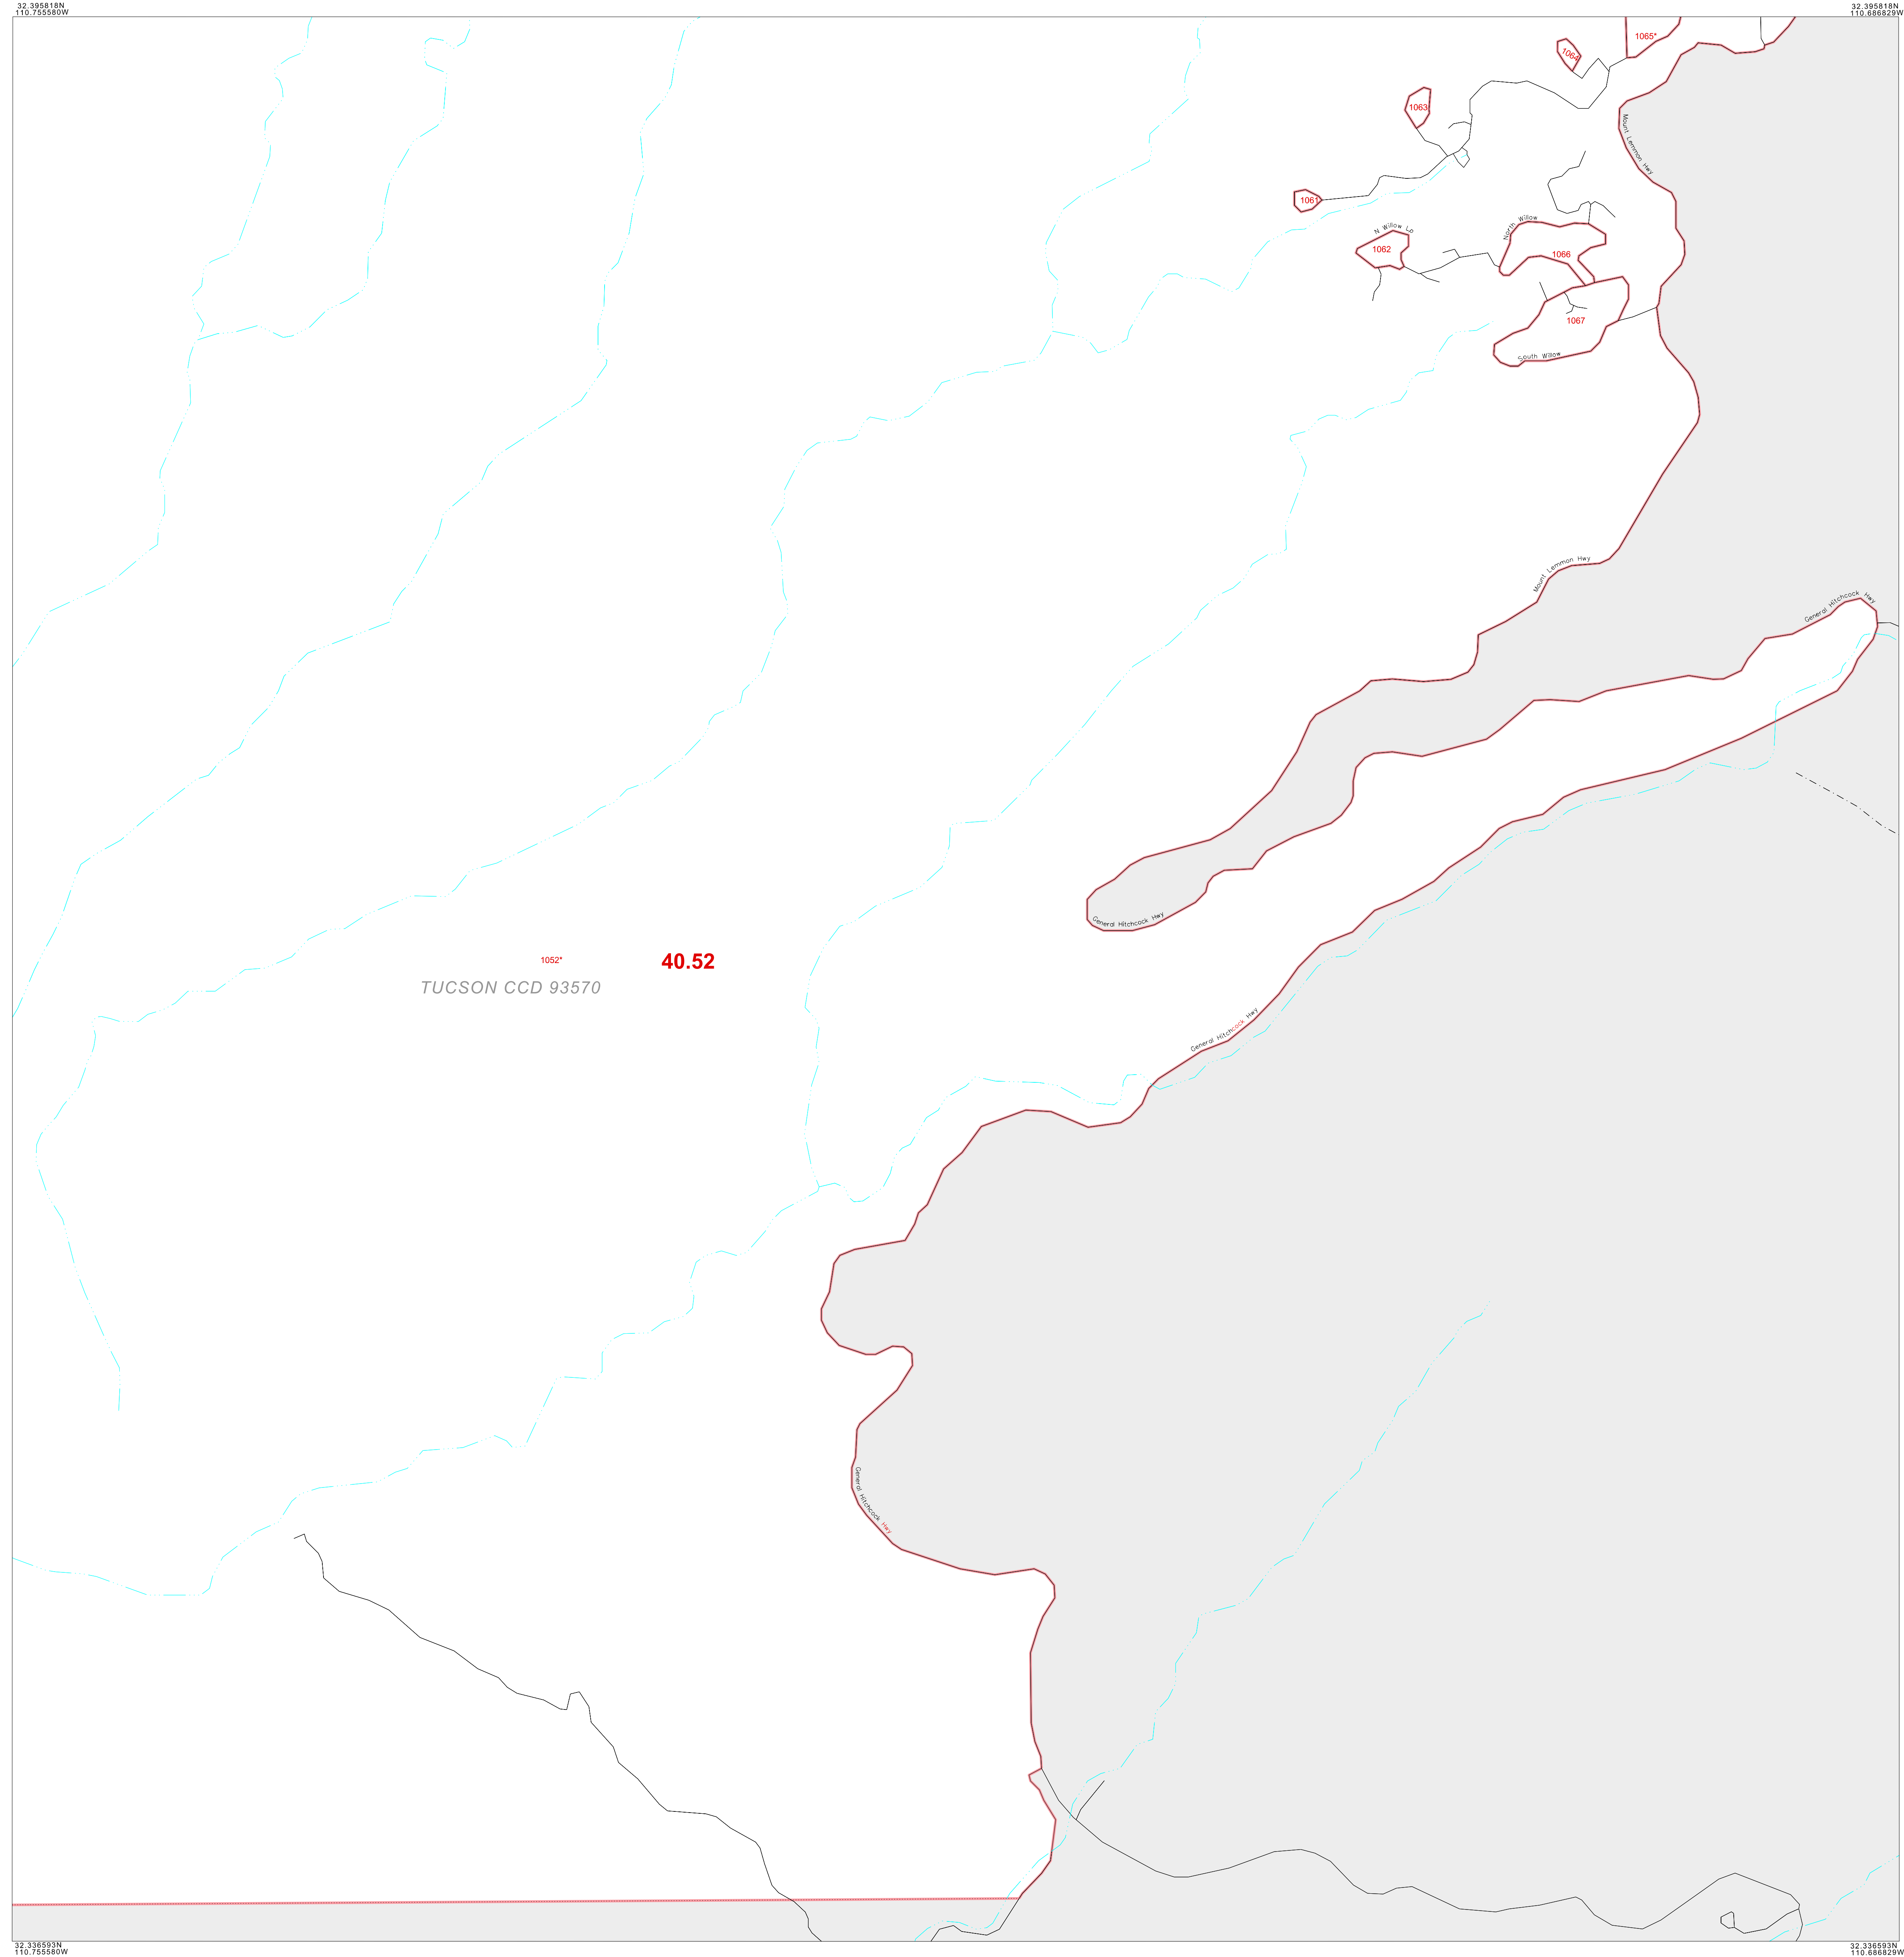 32.395818N
110.755580W
32.395818N
110.686829W
1065*
1064
1063
Mount Lemmon Hwy
1061
N Willow Lo
North Willow
1062
1066
1067
South Willow
Mount Lemmon Hwy
General Hitchcock Hwy
General Hitchcock Hwy
1052*
40.52
TUCSON CCD 93570
General Hitchcock Hwy
General Hitchcock Hwy
32.336593N
110.755580W
32.336593N
110.686829W